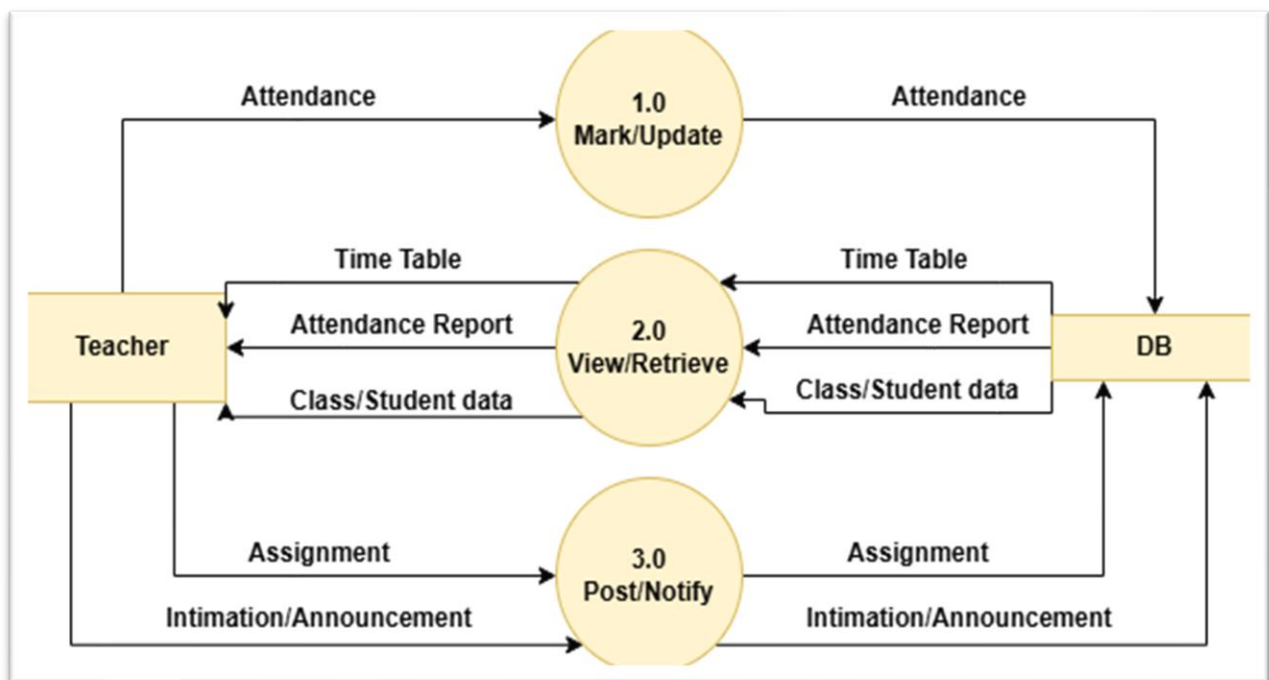 Attendance
1.0
Mark/Update
Attendance
Time Table
Time Table
Attendance Report
Attendance Report
Class/Student data
Class/Student data
Teacher
2.0
View/Retrieve
DB
Assignment
3.0
Post/Notify
Assignment
Intimation/Announcement
Intimation/Announcement